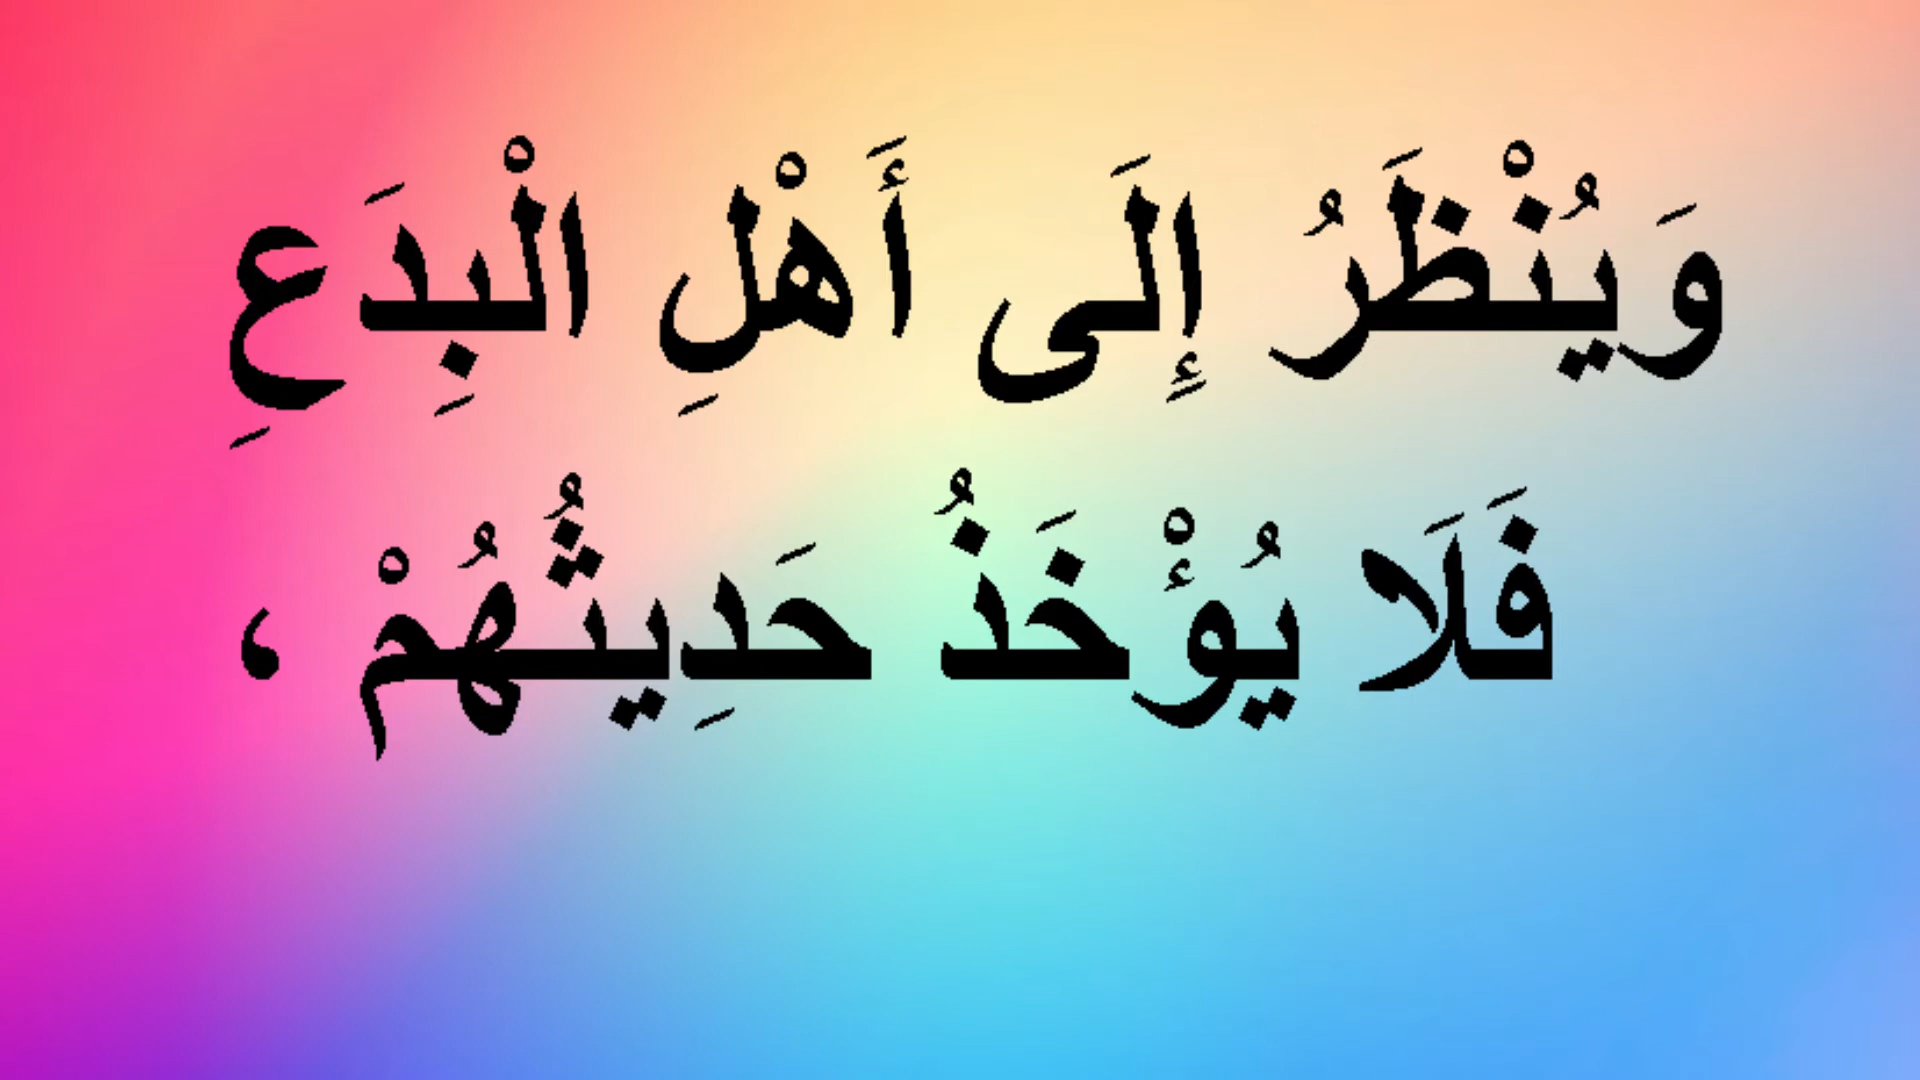 وَيُنْظَرُ إِلَى أَهْلِ الْبِدَعِ
فَلَا يُؤْخَذُ حَدِيثُهُمْ ،